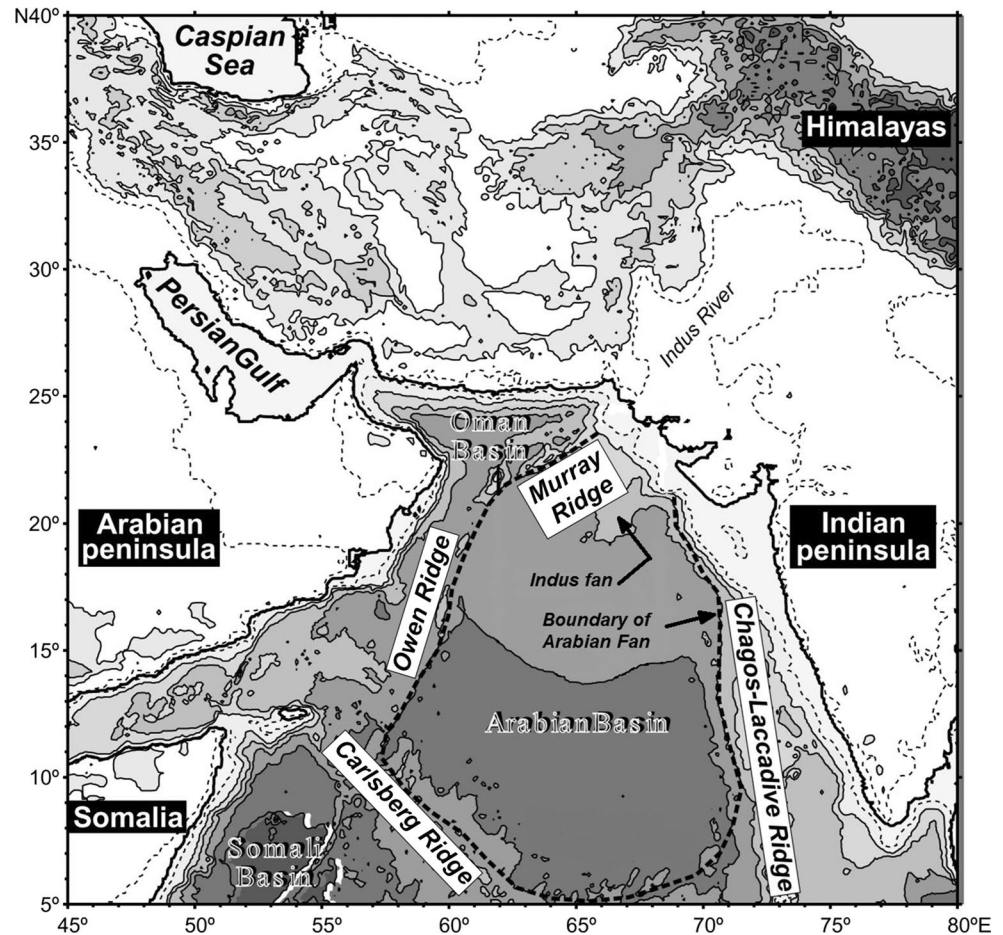 N40°
Caspian
Sea
Himalayas
35°
30°
PersianGulf
Indus River
25°
Oman
Basin
Murray
Ridge
20°
Arabian
peninsula
Indian
peninsula
Owen Ridge
Indus fan
Boundary of
Arabian Fan
15°
Chagos-Laccadive Ridge
ArabianBasin
Carlsberg Ridge
10°
Somalia
Somali
Basin
5°
45° 50° 55° 60° 65° 70° 75° 80°E